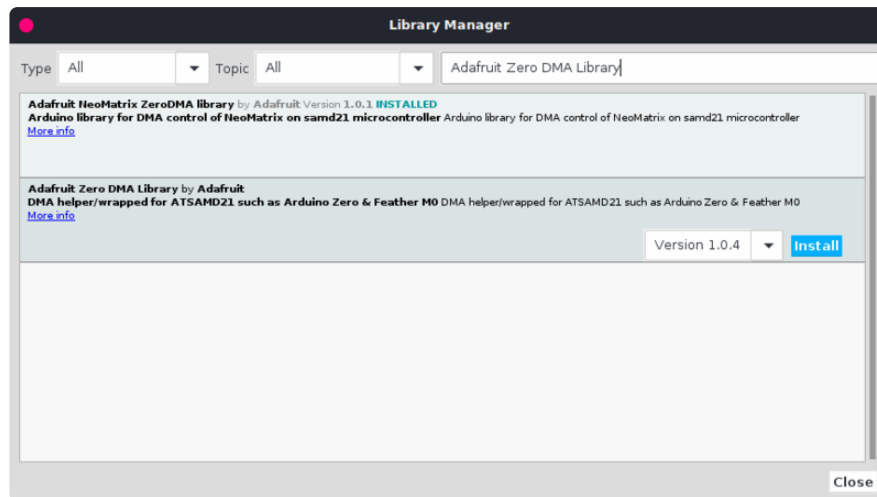 Library Manager
Type All Topic All Adafruit Zero DMA Library
Adafruit NeoMatrix ZeroDMA library by Adafruit Version 1.0.1 INSTALLED
Arduino library for DMA control of NeoMatrix on samd21 microcontroller Arduino library for DMA control of NeoMatrix on samd21 microcontroller
More info
Adafruit Zero DMA Library by Adafruit
DMA helper/wrapped for ATSAMD21 such as Arduino Zero & Feather M0 DMA helper/wrapped for ATSAMD21 such as Arduino Zero & Feather M0
More info
Version 1.0.4 Install
Close